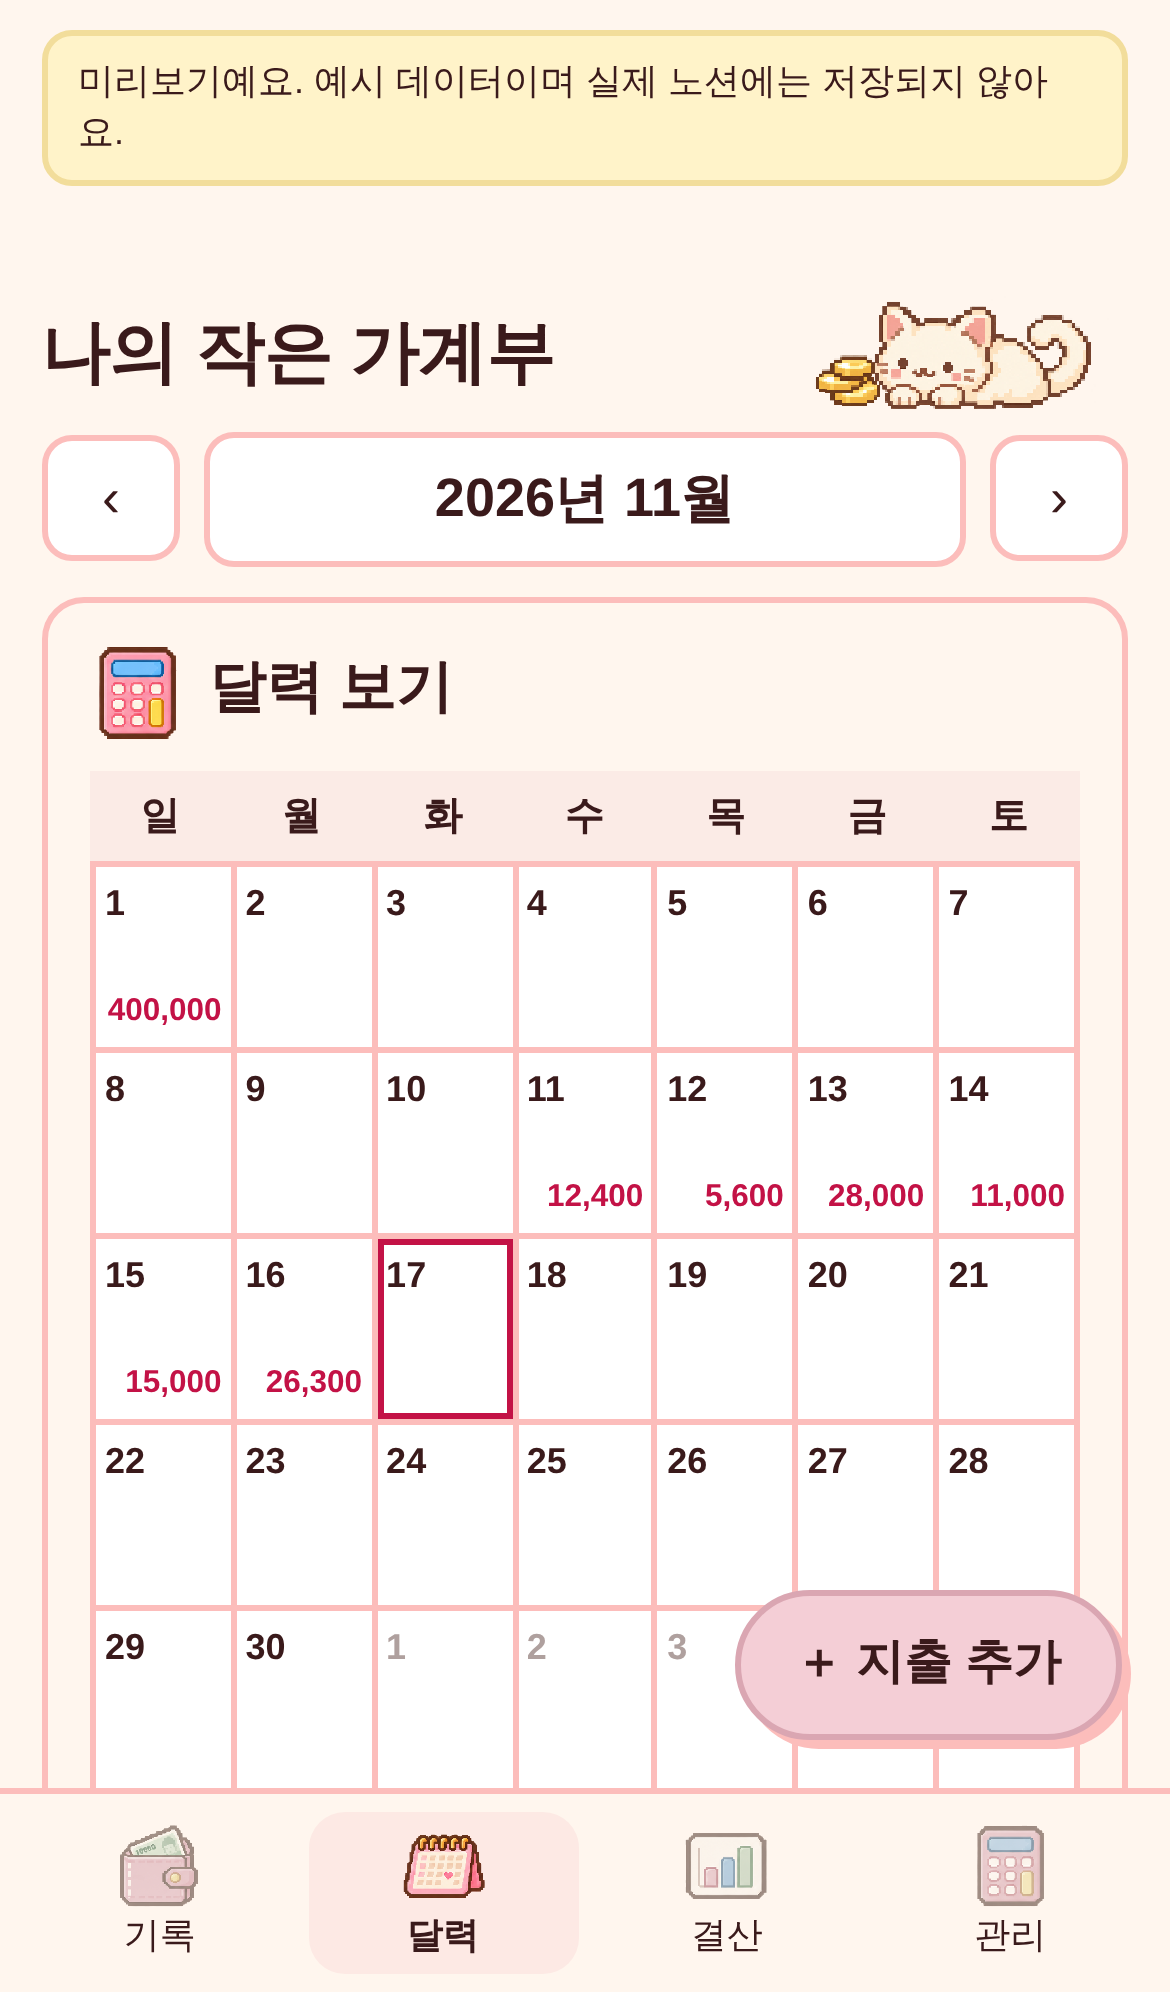 미리보기예요. 예시 데이터이며 실제 노션에는 저장되지 않아
요.
나의 작은 가계부
‹ 2026년 11월 ›
달력 보기
일 월 화 수 목 금 토
1 2 3 4 5 6 7
400,000
8 9 10 11 12 13 14
12,400 5,600 28,000 11,000
15 16 17 18 19 20 21
15,000 26,300
22 23 24 25 26 27 28
29 30 1 2 3
+ 지출 추가
기록 달력 결산 관리